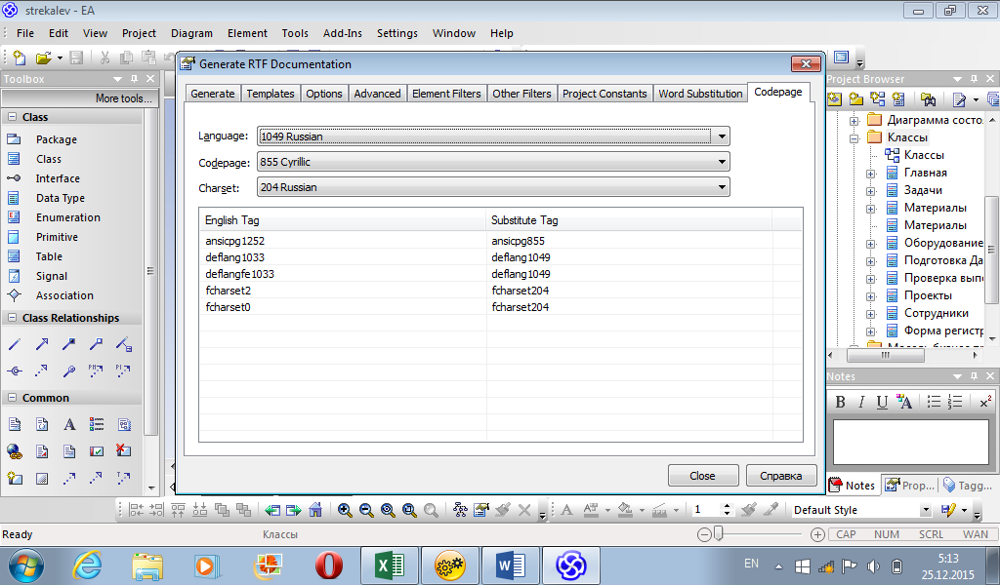 strekalev - EA
File Edit View Project Diagram Element Tools Add-Ins Settings Window Help
Toolbox
More tools...
Class
Package
Class
Interface
Data Type
Enumeration
Primitive
Table
Signal
Association
Class Relationships
Common
Generate RTF Documentation
Generate Templates Options Advanced Element Filters Other Filters Project Constants Word Substitution Codepage
Language: 1049 Russian
Codepage: 855 Cyrillic
Charset: 204 Russian
English Tag Substitute Tag
ansicpg1252 ansicpg855
deflang1033 deflang1049
deflangfe1033 deflang1049
fcharset2 fcharset204
fcharset0 fcharset204
Close Справка
Project Browser
Диаграмма состо
Классы
Классы
Главная
Задачи
Материалы
Материалы
Оборудование
Подготовка Да
Проверка вып
Проекты
Сотрудники
Форма регистр
Notes
B I U A x²
Notes Prop... Tagg...
A 1 Default Style
Ready Классы CAP NUM SCRL WAN
EN 5:13
25.12.2015